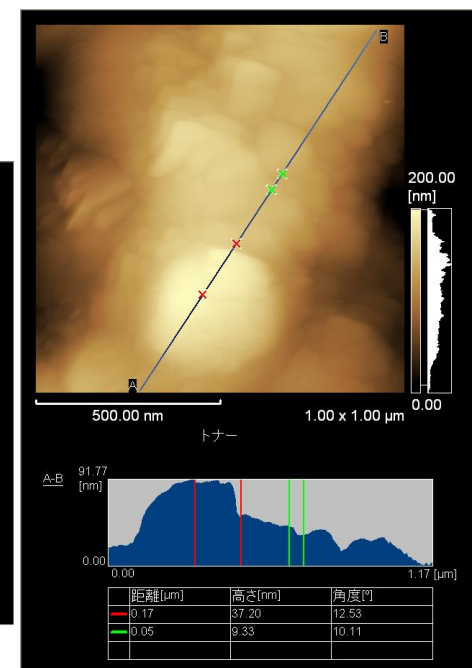 B
200.00
[nm]
A
0.00
500.00 nm
1.00 x 1.00 µm
トナー
A-B
91.77
[nm]
0.00
0.00
1.17 [µm]
距離[µm] 高さ[nm] 角度[º]
0.17 37.20 12.53
0.05 9.33 10.11